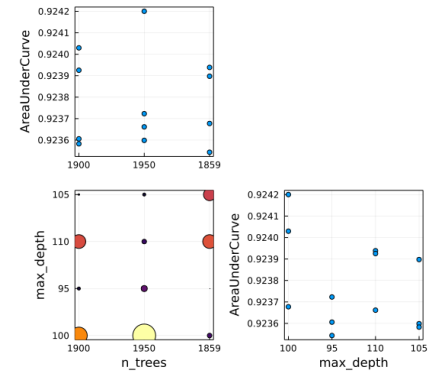 AreaUnderCurve
0.9242
0.9241
0.9240
0.9239
0.9238
0.9237
0.9236
1900 1950 1859
max_depth
105
110
95
100
1900 1950 1859
n_trees
AreaUnderCurve
0.9242
0.9241
0.9240
0.9239
0.9238
0.9237
0.9236
100 95 110 105
max_depth